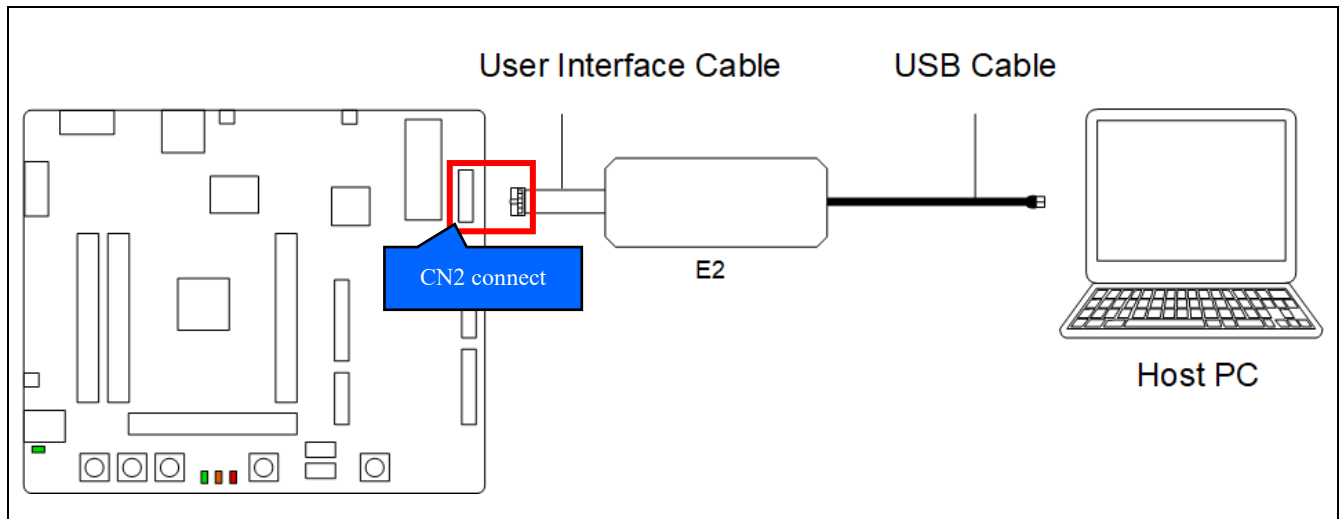 User Interface Cable
USB Cable
CN2 connect
E2
Host PC